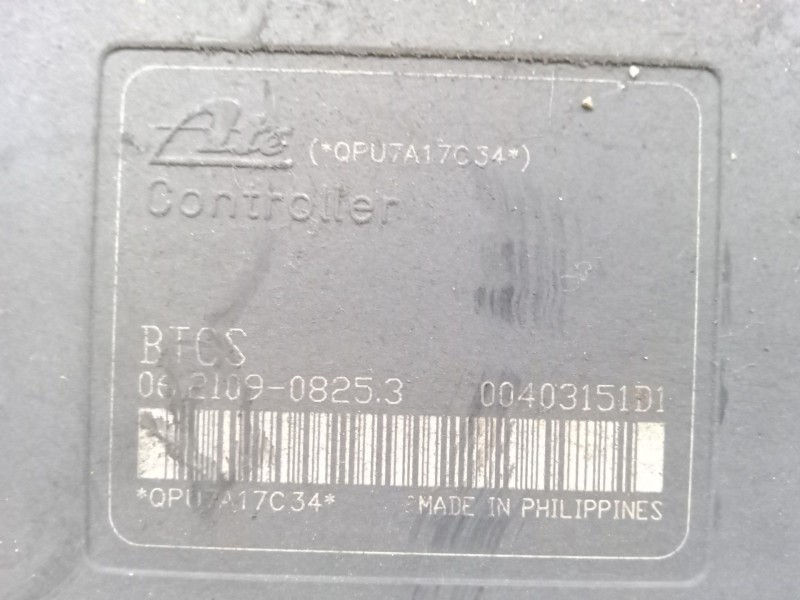 Ate (*QPU7A17C34*)
Controller
BTCS
06.2109-0825.3 00403151D1
*QPU7A17C34* MADE IN PHILIPPINES